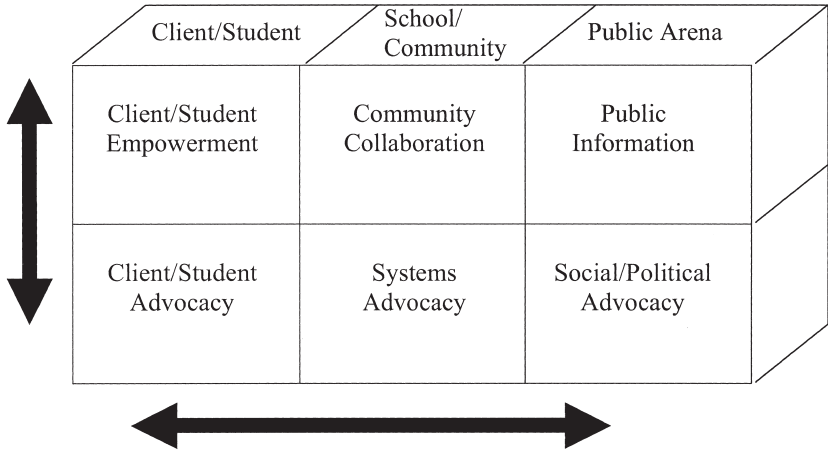 Client/Student
School/
Community
Public Arena
Client/Student
Empowerment
Community
Collaboration
Public
Information
Client/Student
Advocacy
Systems
Advocacy
Social/Political
Advocacy